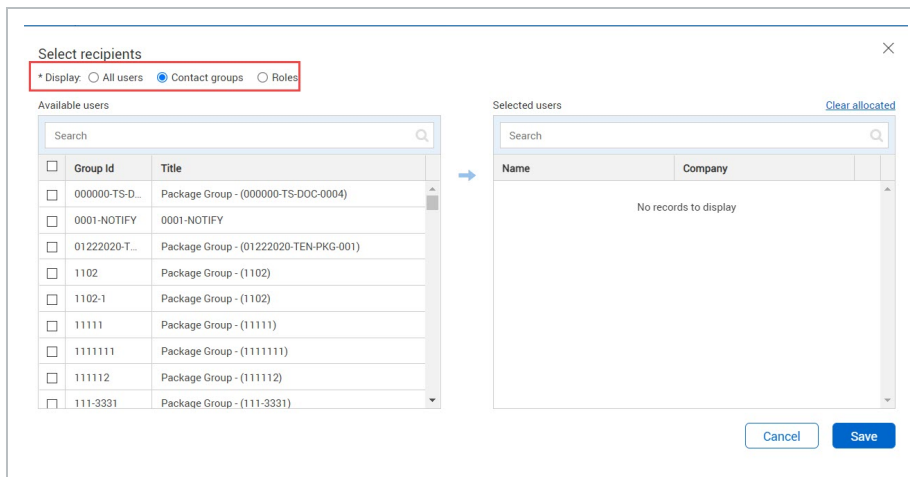 Select recipients
* Display: All users Contact groups Roles
Available users
Selected users
Clear allocated
Search
Search
Group Id Title
Name Company
000000-TS-D... Package Group - (000000-TS-DOC-0004)
No records to display
0001-NOTIFY 0001-NOTIFY
01222020-T... Package Group - (01222020-TEN-PKG-001)
1102 Package Group - (1102)
1102-1 Package Group - (1102)
11111 Package Group - (11111)
1111111 Package Group - (1111111)
111112 Package Group - (111112)
111-3331 Package Group - (111-3331)
Cancel Save